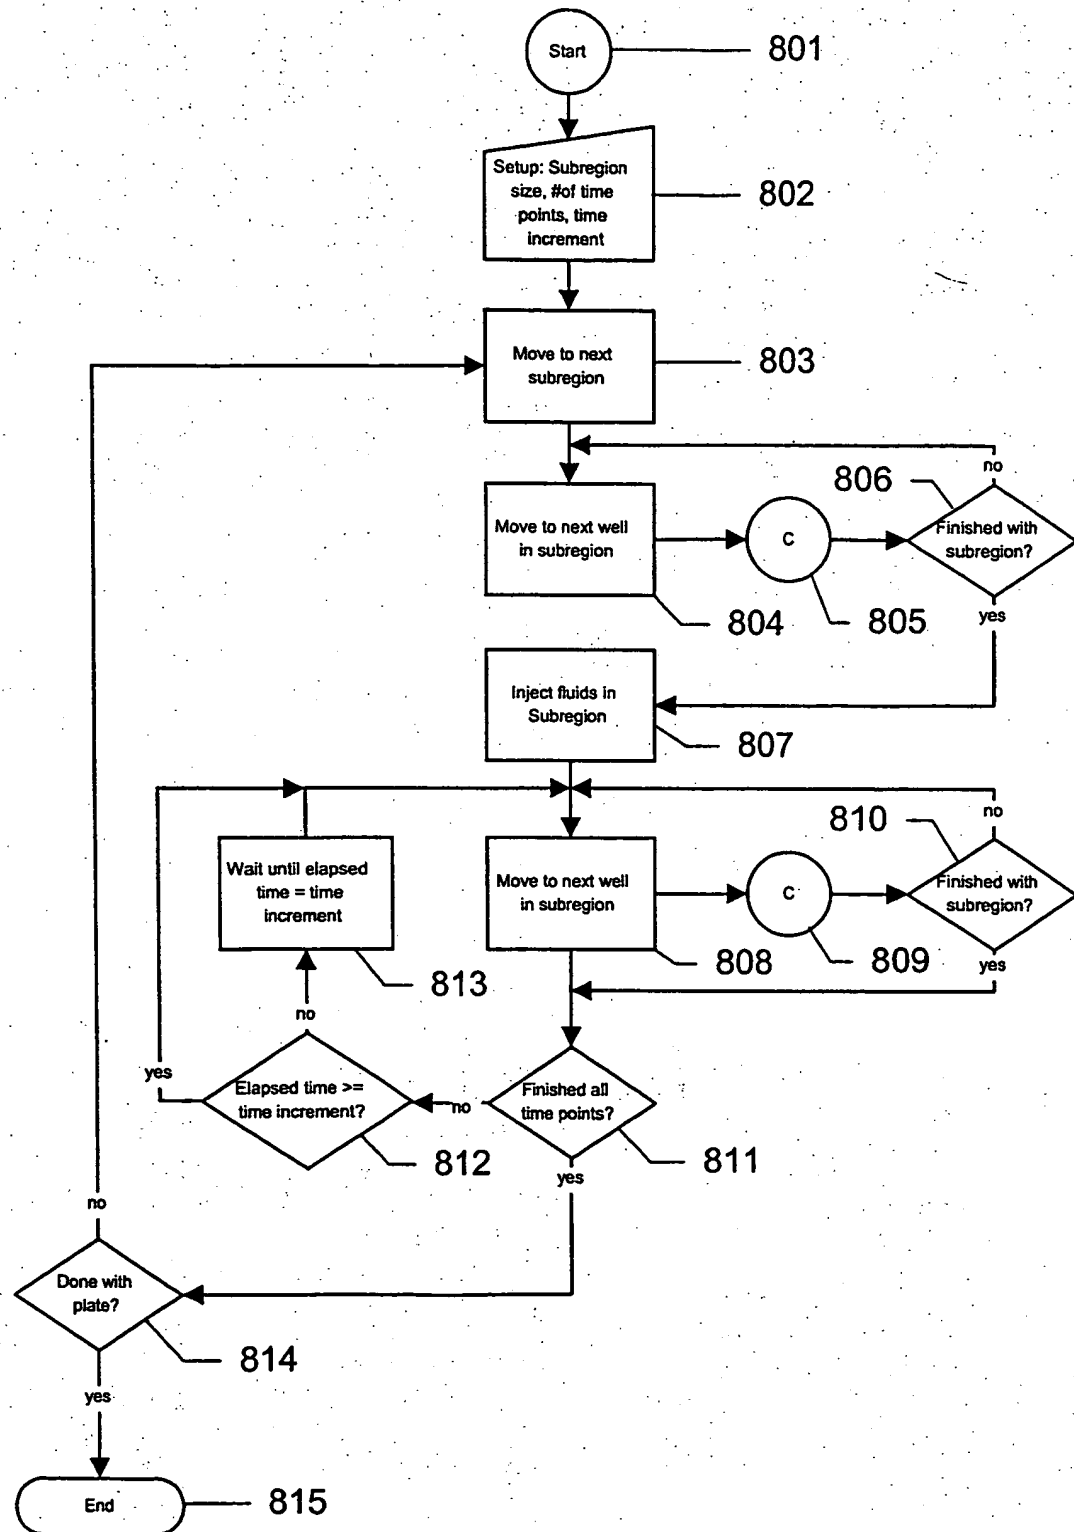 Start
801
Setup: Subregion
size, #of time
points, time
increment
802
Move to next
subregion
803
no
806
Move to next well
in subregion
C
Finished with
subregion?
804
805
yes
Inject fluids in
Subregion
807
no
810
Wait until elapsed
time = time
increment
Move to next well
in subregion
C
Finished with
subregion?
813
808
809
yes
no
yes
Elapsed time >=
time increment?
no
Finished all
time points?
812
811
yes
no
Done with
plate?
814
yes
End
815